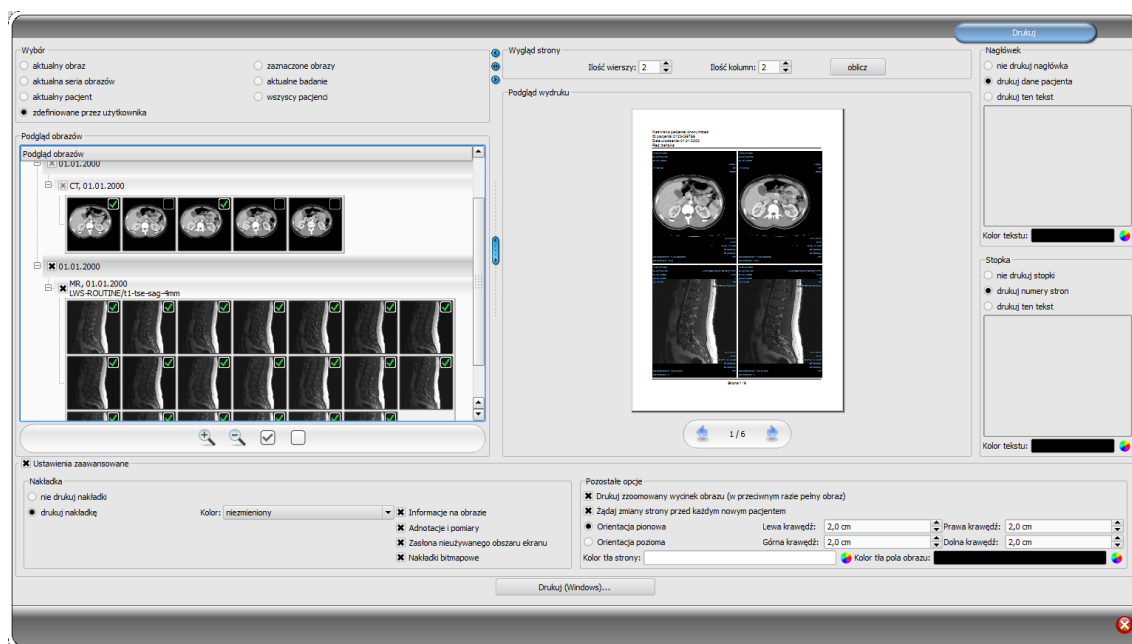 Drukuj
Wybór
aktualny obraz
zaznaczone obrazy
aktualna seria obrazów
aktualne badanie
aktualny pacjent
wszyscy pacjenci
zdefiniowane przez użytkownika
Podgląd obrazów
Podgląd obrazów
01.01.2000
CT, 01.01.2000
01.01.2000
MR, 01.01.2000
LWS-ROUTINE/t1-tse-sag-4mm
Wygląd strony
Ilość wierszy: 2
Ilość kolumn: 2
oblicz
Podgląd wydruku
Strona 1 / 6
1 / 6
Nagłówek
nie drukuj nagłówka
drukuj dane pacjenta
drukuj ten tekst
Kolor tekstu:
Stopka
nie drukuj stopki
drukuj numery stron
drukuj ten tekst
Kolor tekstu:
Ustawienia zaawansowane
Nakładka
nie drukuj nakładki
drukuj nakładkę
Kolor: niezmieniony
Informacje na obrazie
Adnotacje i pomiary
Zasłona nieużywanego obszaru ekranu
Nakładki bitmapowe
Pozostałe opcje
Drukuj zzoomowany wycinek obrazu (w przeciwnym razie pełny obraz)
Żądaj zmiany strony przed każdym nowym pacjentem
Orientacja pionowa
Lewa krawędź: 2,0 cm
Prawa krawędź: 2,0 cm
Orientacja pozioma
Górna krawędź: 2,0 cm
Dolna krawędź: 2,0 cm
Kolor tła strony:
Kolor tła pola obrazu:
Drukuj (Windows)...